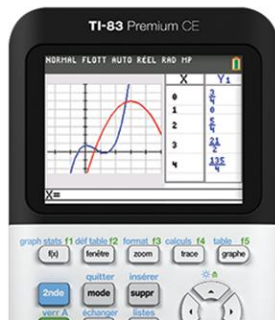 TI-83 Premium CE
NORMAL FLOTT AUTO RÉEL RAD MP
X Y1
0 3/4
1 0
2 5/4
3 21/2
4 135/4
X=
graph stats f1 déf table f2 format f3 calculs f4 table f5
f(x) fenêtre zoom trace graphe
quitter insérer
2nde mode suppr
verr A échanger listes